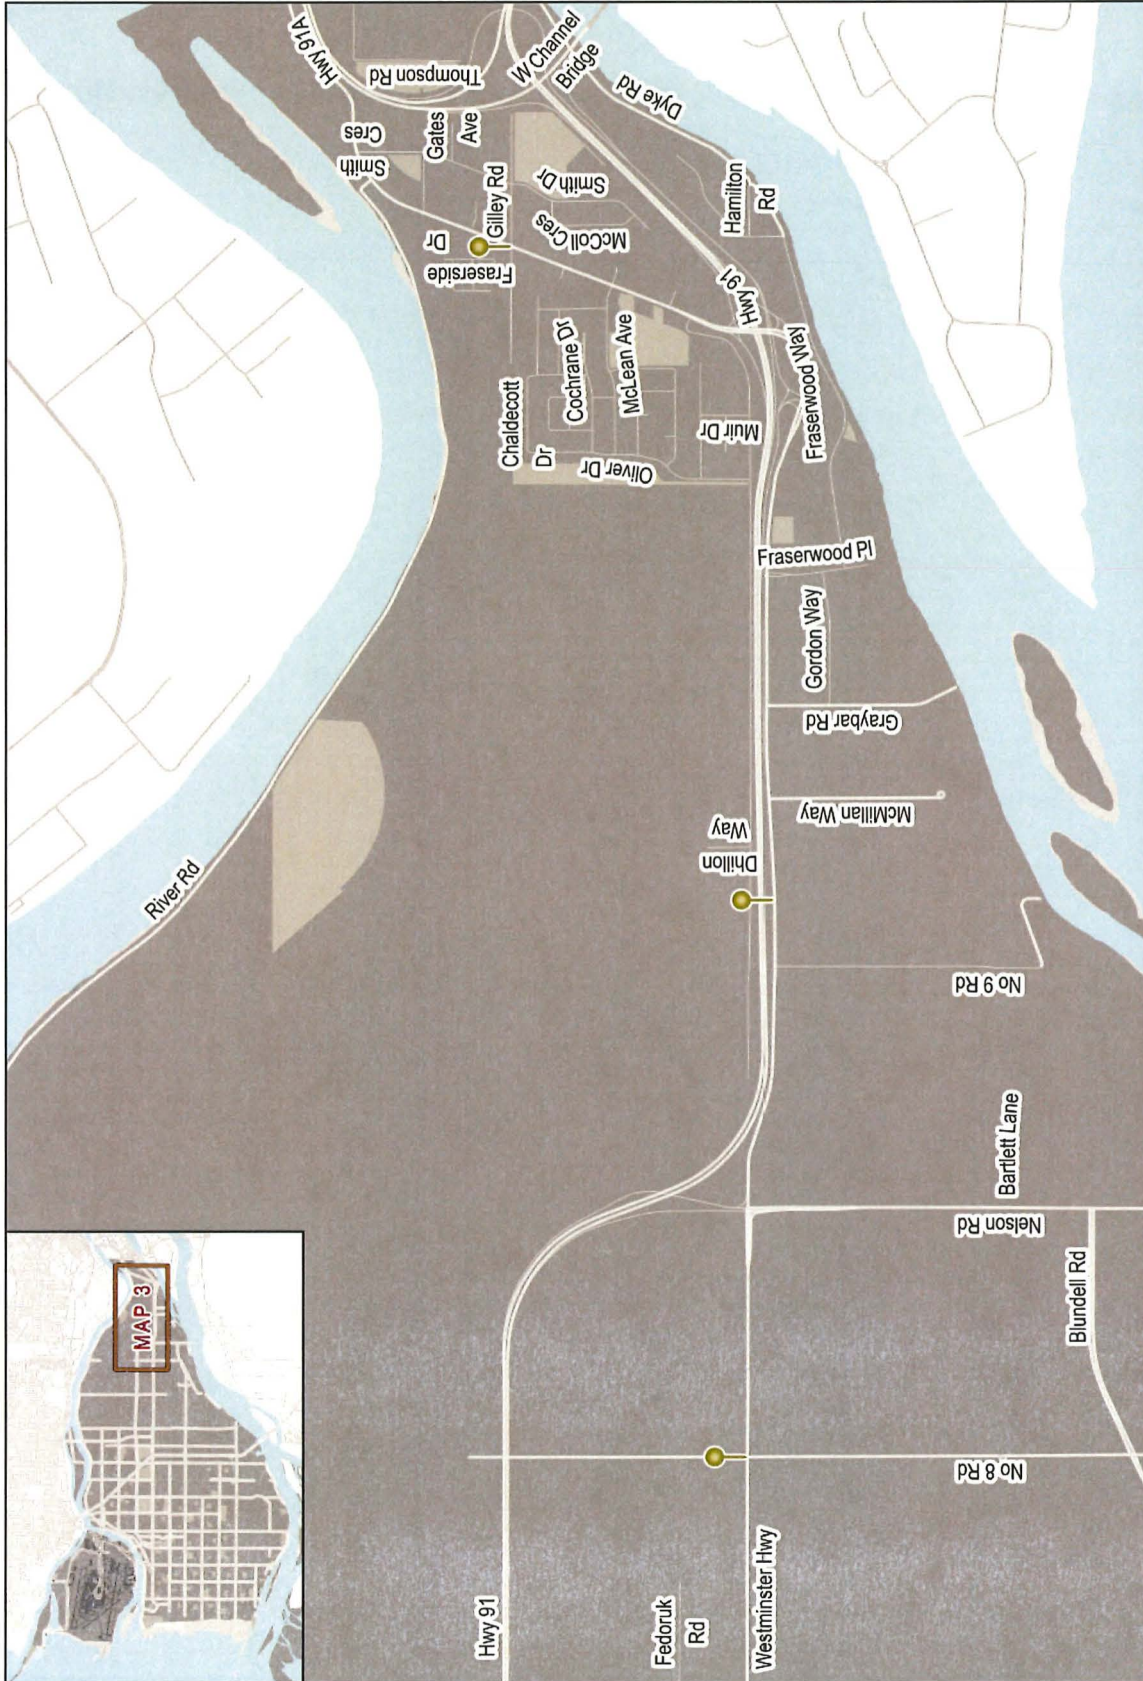 Hwy 91A
Thompson Rd
W Channel
Bridge
Dyke Rd
Smith
Cres
Gates
Ave
Gilley Rd
Smith Dr
McColl Cres
Hamilton
Rd
Fraserside
Dr
Hwy 91
Cochrane Dr
McLean Ave
Chaldecott
Dr
Oliver Dr
Muir Dr
Fraserwood Way
Fraserwood Pl
Gordon Way
Graybar Rd
McMillan Way
Dhillon
Way
River Rd
No 9 Rd
Bartlett Lane
Nelson Rd
Blundell Rd
MAP 3
No 8 Rd
Hwy 91
Fedoruk
Rd
Westminster Hwy